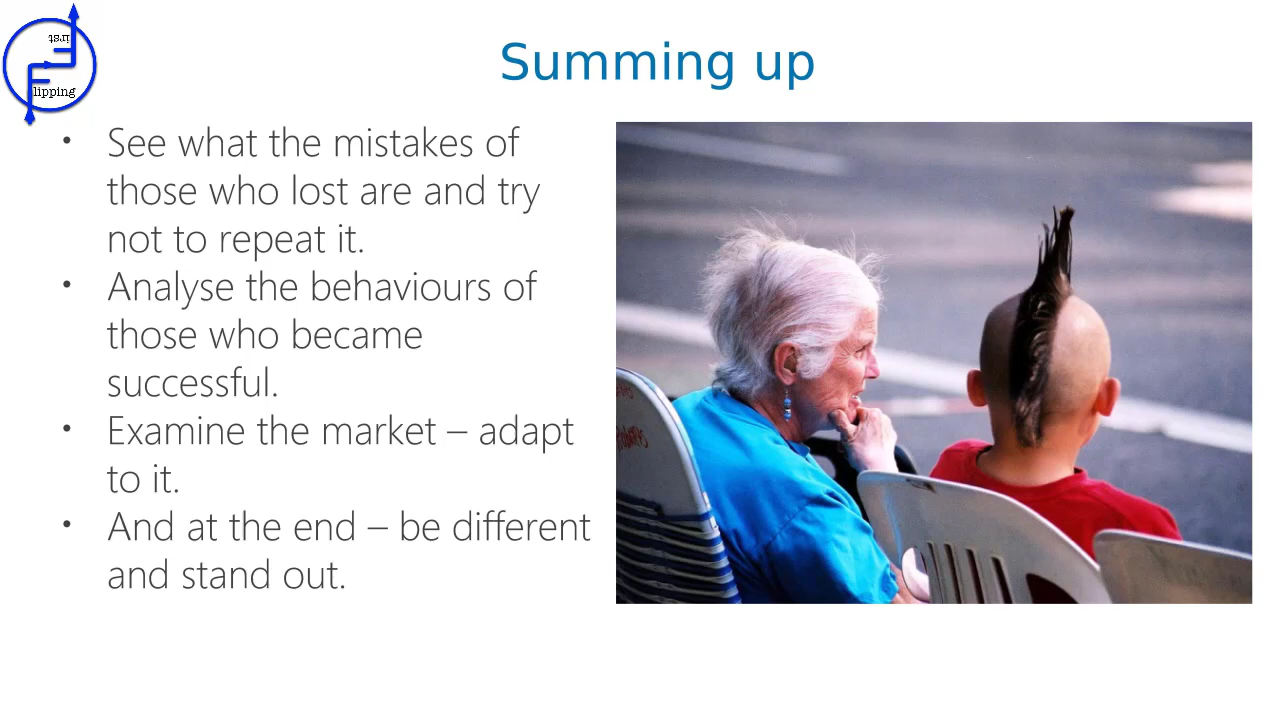 irst
lipping
Summing up
• See what the mistakes of
those who lost are and try
not to repeat it.
• Analyse the behaviours of
those who became
successful.
• Examine the market – adapt
to it.
• And at the end – be different
and stand out.